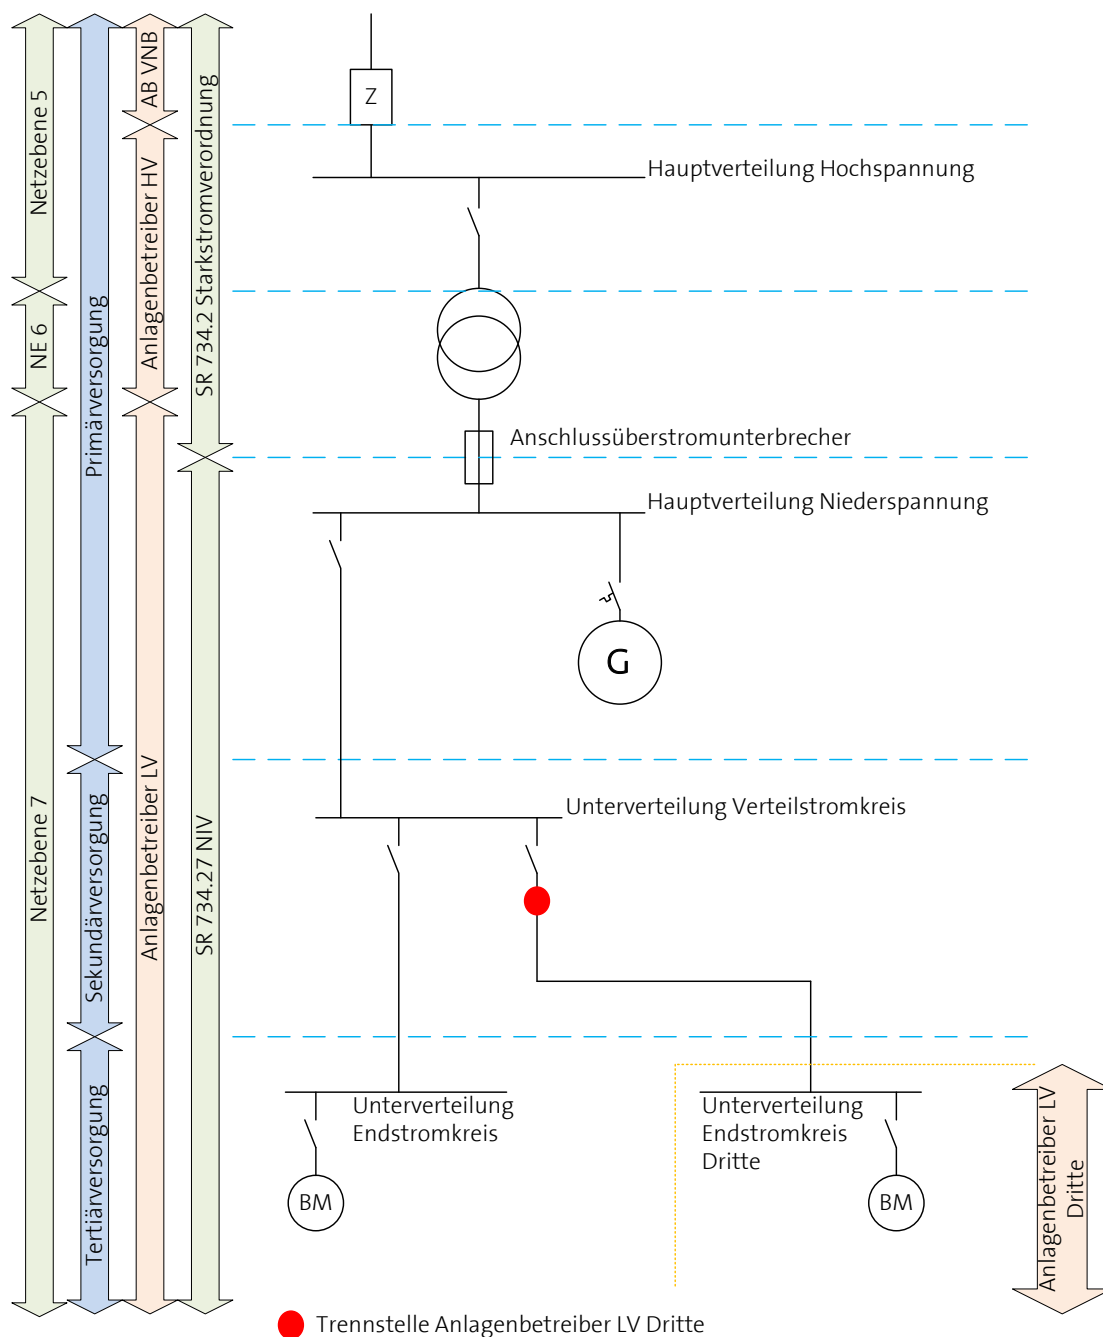 Netzebene 5
NE 6
Netzebene 7
Primärversorgung
Sekundärversorgung
Tertiärversorgung
AB VNB
Anlagenbetreiber HV
Anlagenbetreiber LV
SR 734.2 Starkstromverordnung
SR 734.27 NIV
Z
Hauptverteilung Hochspannung
Anschlussüberstromunterbrecher
Hauptverteilung Niederspannung
G
Unterverteilung Verteilstromkreis
Unterverteilung
Endstromkreis
BM
Unterverteilung
Endstromkreis
Dritte
BM
Anlagenbetreiber LV
Dritte
Trennstelle Anlagenbetreiber LV Dritte